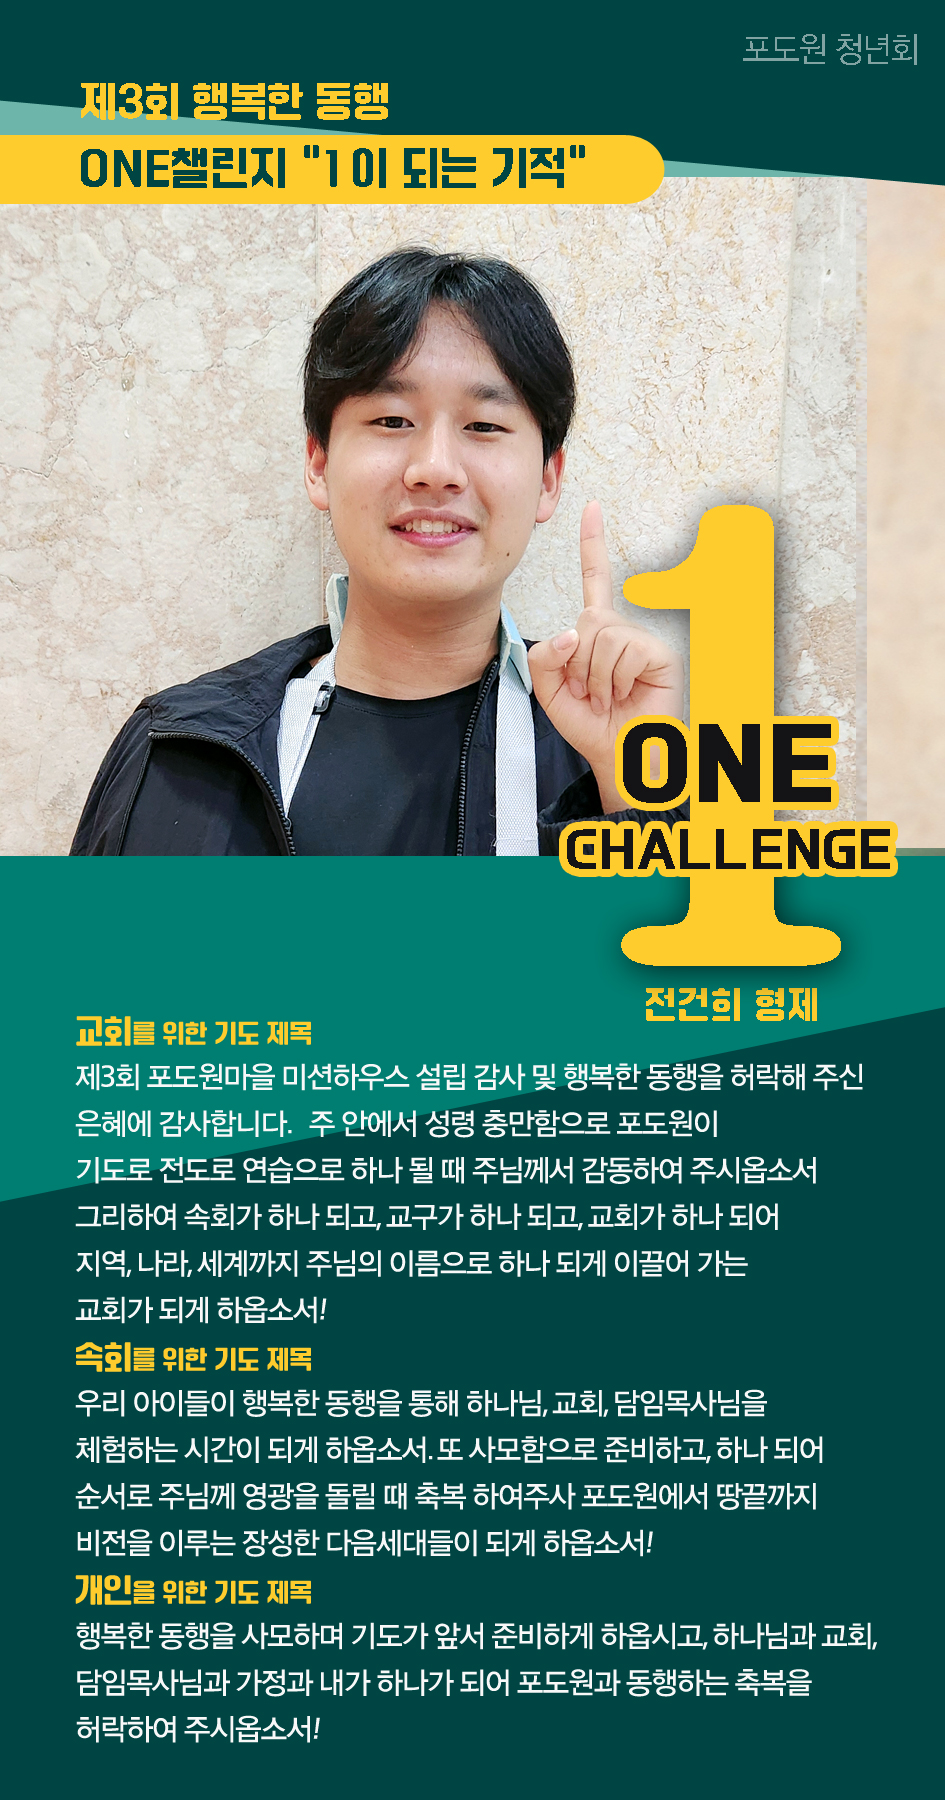 포도원 청년회
제3회 행복한 동행
ONE챌린지 "1이 되는 기적"
1
ONE
CHALLENGE
전건희 형제
교회를 위한 기도 제목
제3회 포도원마을 미션하우스 설립 감사 및 행복한 동행을 허락해 주신
은혜에 감사합니다. 주 안에서 성령 충만함으로 포도원이
기도로 전도로 연습으로 하나 될 때 주님께서 감동하여 주시옵소서
그리하여 속회가 하나 되고, 교구가 하나 되고, 교회가 하나 되어
지역, 나라, 세계까지 주님의 이름으로 하나 되게 이끌어 가는
교회가 되게 하옵소서!
속회를 위한 기도 제목
우리 아이들이 행복한 동행을 통해 하나님, 교회, 담임목사님을
체험하는 시간이 되게 하옵소서. 또 사모함으로 준비하고, 하나 되어
순서로 주님께 영광을 돌릴 때 축복 하여주사 포도원에서 땅끝까지
비전을 이루는 장성한 다음세대들이 되게 하옵소서!
개인을 위한 기도 제목
행복한 동행을 사모하며 기도가 앞서 준비하게 하옵시고, 하나님과 교회,
담임목사님과 가정과 내가 하나가 되어 포도원과 동행하는 축복을
허락하여 주시옵소서!